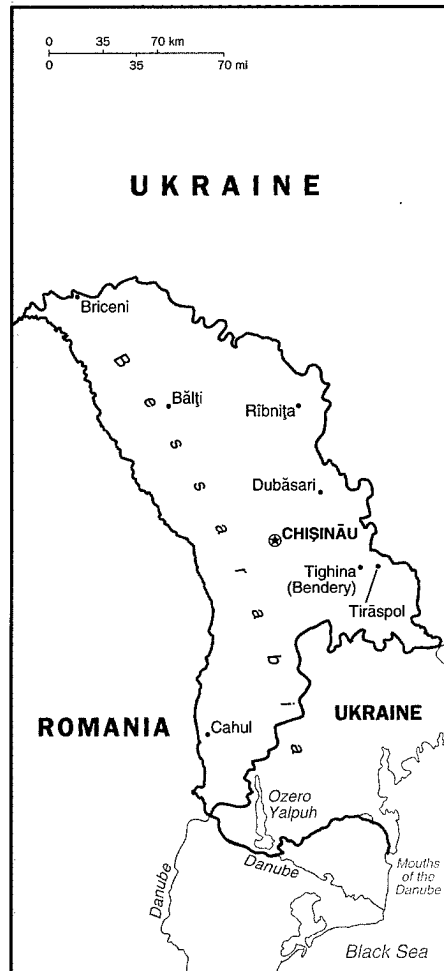 0 35 70 km
0 35 70 mi
UKRAINE
Briceni
Bessarabia
Bălţi
Rîbniţa
Dubăsari
CHIŞINĂU
Tighina
(Bendery)
Tirăspol
ROMANIA
Cahul
UKRAINE
Ozero
Yalpuh
Danube
Danube
Mouths
of the
Danube
Black Sea